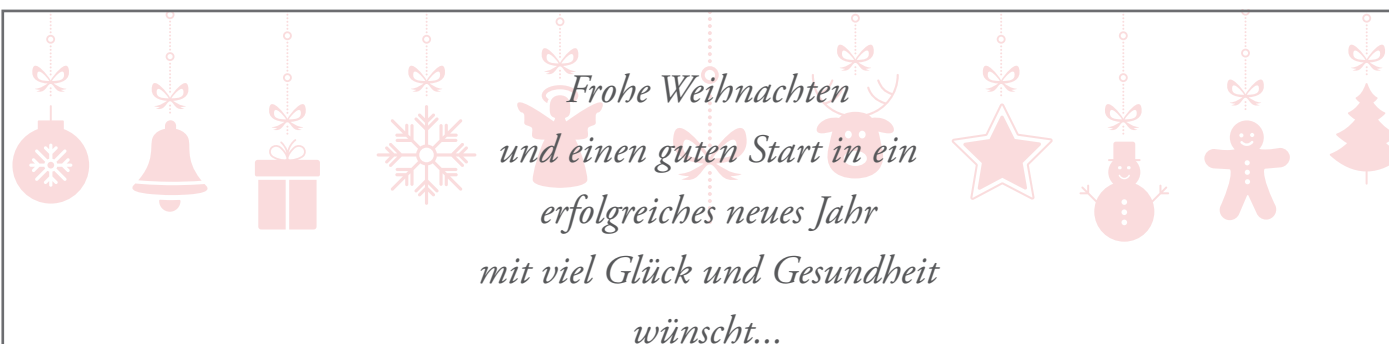 Frohe Weihnachten
und einen guten Start in ein
erfolgreiches neues Jahr
mit viel Glück und Gesundheit
wünscht...